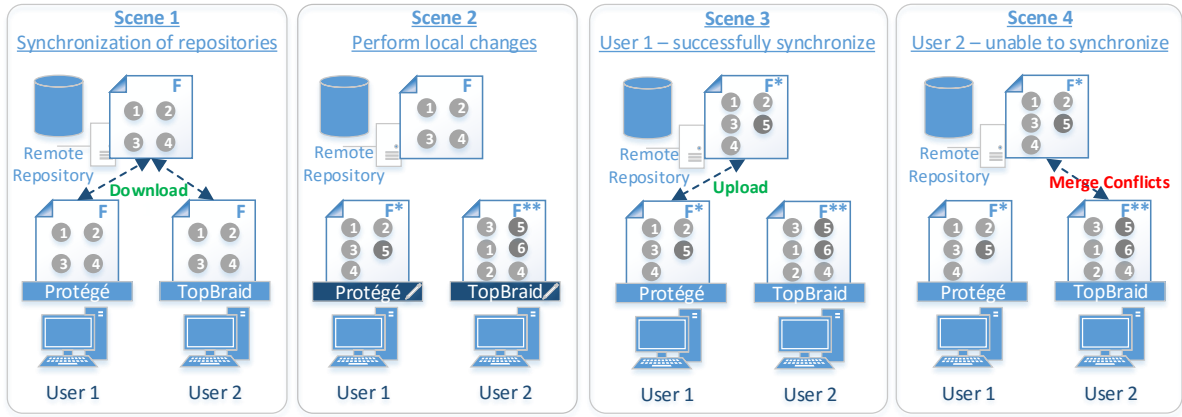 Scene 1
Synchronization of repositories
F
1 2
3 4
Remote
Repository
Download
F
1 2
3 4
Protégé
User 1
F
1 2
3 4
TopBraid
User 2
Scene 2
Perform local changes
F
1 2
3 4
Remote
Repository
F*
1 2
3 5
4
Protégé
User 1
F**
3 5
1 6
2 4
TopBraid
User 2
Scene 3
User 1 – successfully synchronize
F*
1 2
3 5
4
Remote
Repository
Upload
F*
1 2
3 5
4
Protégé
User 1
F**
3 5
1 6
2 4
TopBraid
User 2
Scene 4
User 2 – unable to synchronize
F*
1 2
3 5
4
Remote
Repository
Merge Conflicts
F*
1 2
3 5
4
Protégé
User 1
F**
3 5
1 6
2 4
TopBraid
User 2